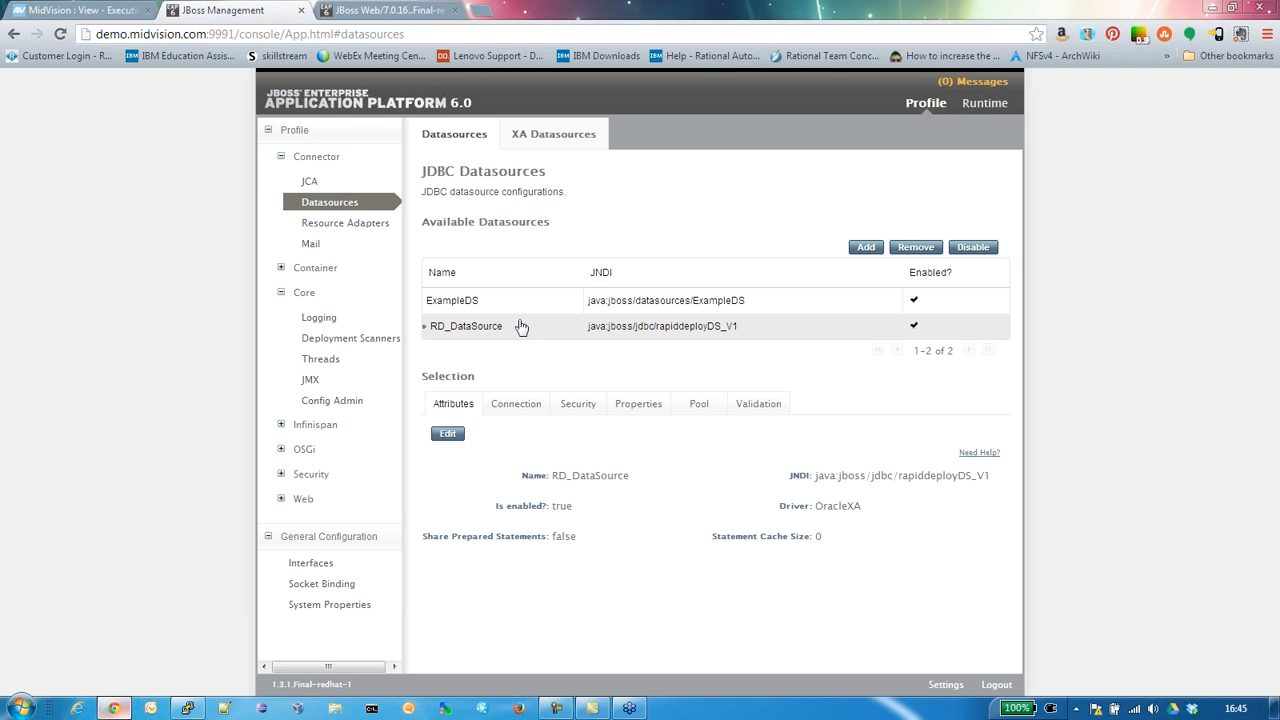 MidVision : View - Executi
JBoss Management
JBoss Web/7.0.16..Final-re
demo.midvision.com:9991/console/App.html#datasources
Customer Login - R...
IBM Education Assis...
skillstream
WebEx Meeting Cen...
Lenovo Support - D...
IBM Downloads
Help - Rational Auto...
Rational Team Conc...
How to increase the ...
NFSv4 - ArchWiki
»
Other bookmarks
(0) Messages
JBOSS® ENTERPRISE
APPLICATION PLATFORM 6.0
Profile
Runtime
Profile
Connector
JCA
Datasources
Resource Adapters
Mail
Container
Core
Logging
Deployment Scanners
Threads
JMX
Config Admin
Infinispan
OSGi
Security
Web
General Configuration
Interfaces
Socket Binding
System Properties
Datasources
XA Datasources
JDBC Datasources
JDBC datasource configurations.
Available Datasources
Add
Remove
Disable
Name JNDI Enabled?
ExampleDS java:jboss/datasources/ExampleDS
RD_DataSource java:jboss/jdbc/rapiddeployDS_V1
1-2 of 2
Selection
Attributes
Connection
Security
Properties
Pool
Validation
Edit
Need Help?
Name: RD_DataSource JNDI: java:jboss/jdbc/rapiddeployDS_V1
Is enabled?: true Driver: OracleXA
Share Prepared Statements: false Statement Cache Size: 0
1.3.1.Final-redhat-1
Settings
Logout
100%
16:45